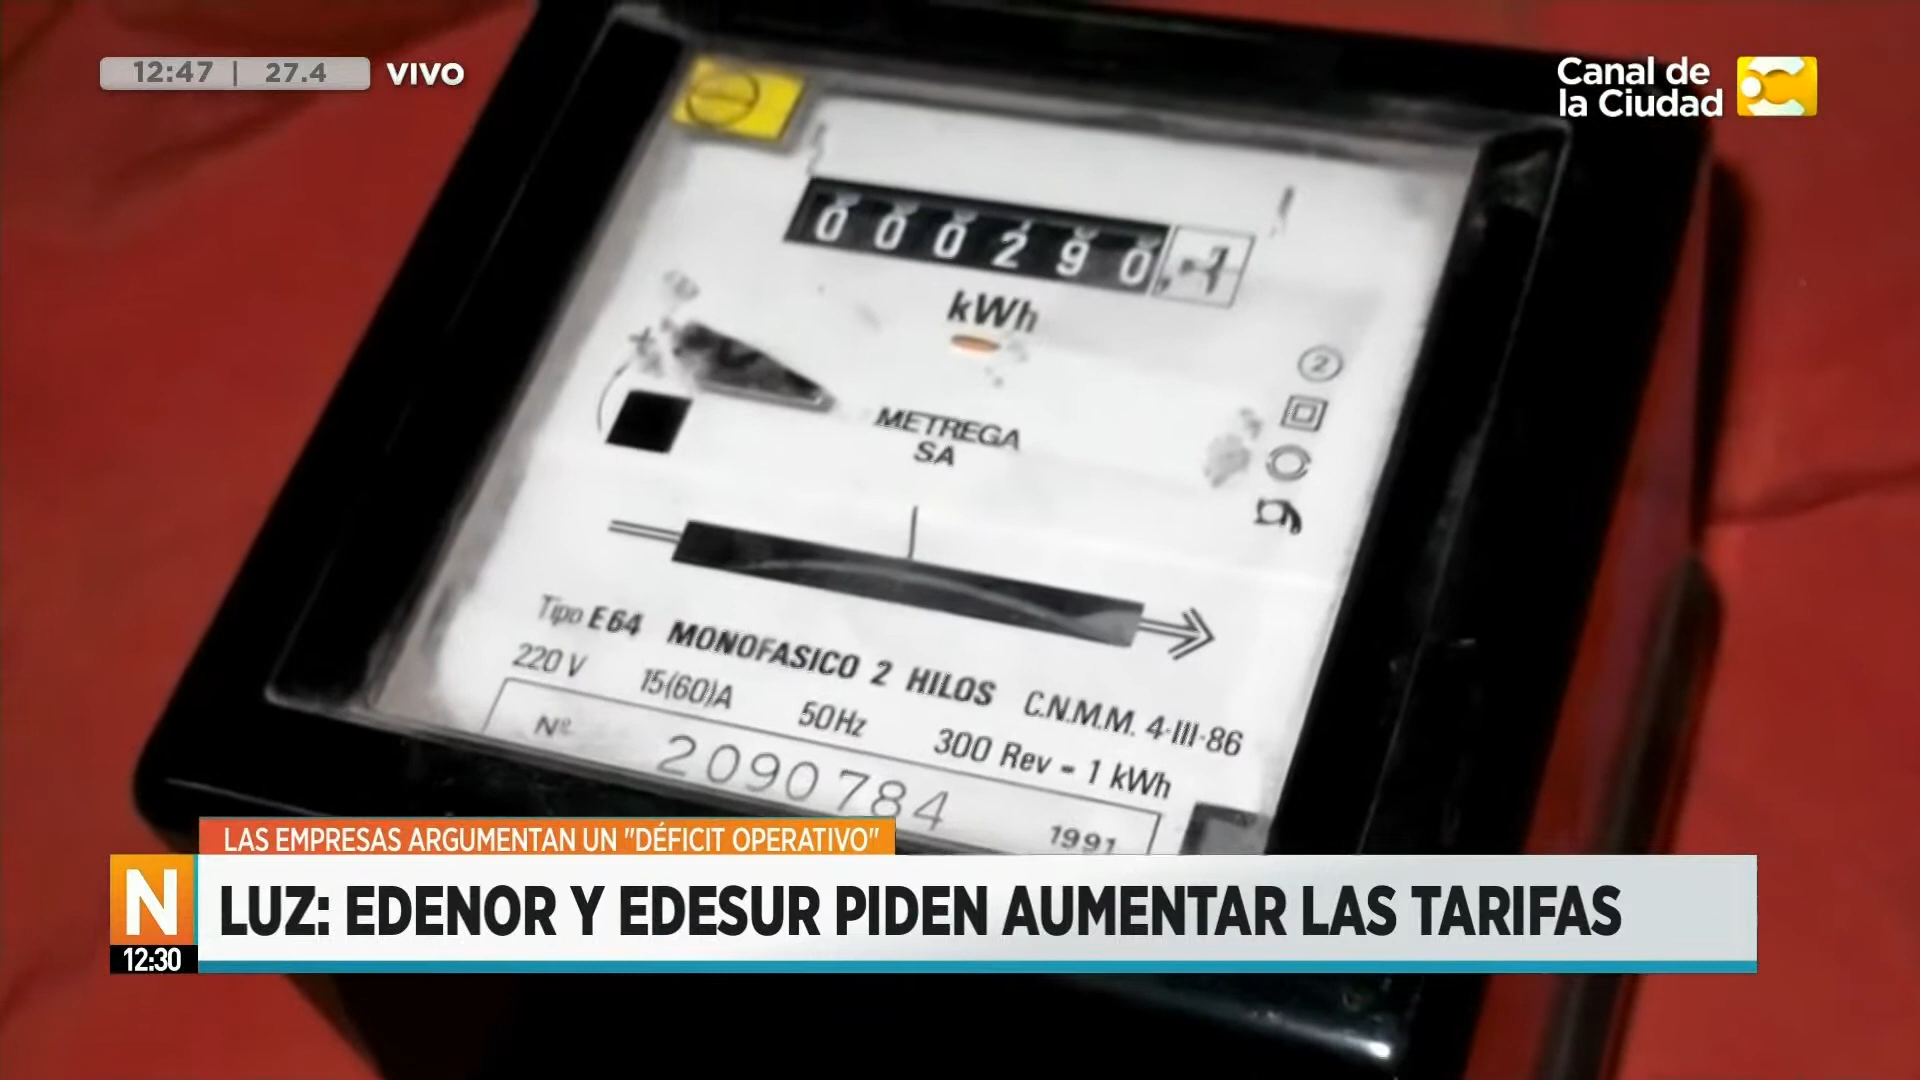 12:47 | 27.4 VIVO
Canal de
la Ciudad
000290
kWh
2
METREGA
SA
Tipo E64 MONOFASICO 2 HILOS C.N.M.M. 4-III-86
220 V 15(60)A 50Hz 300 Rev - 1 kWh
Nº 2090784
1991
LAS EMPRESAS ARGUMENTAN UN "DÉFICIT OPERATIVO"
N
LUZ: EDENOR Y EDESUR PIDEN AUMENTAR LAS TARIFAS
12:30